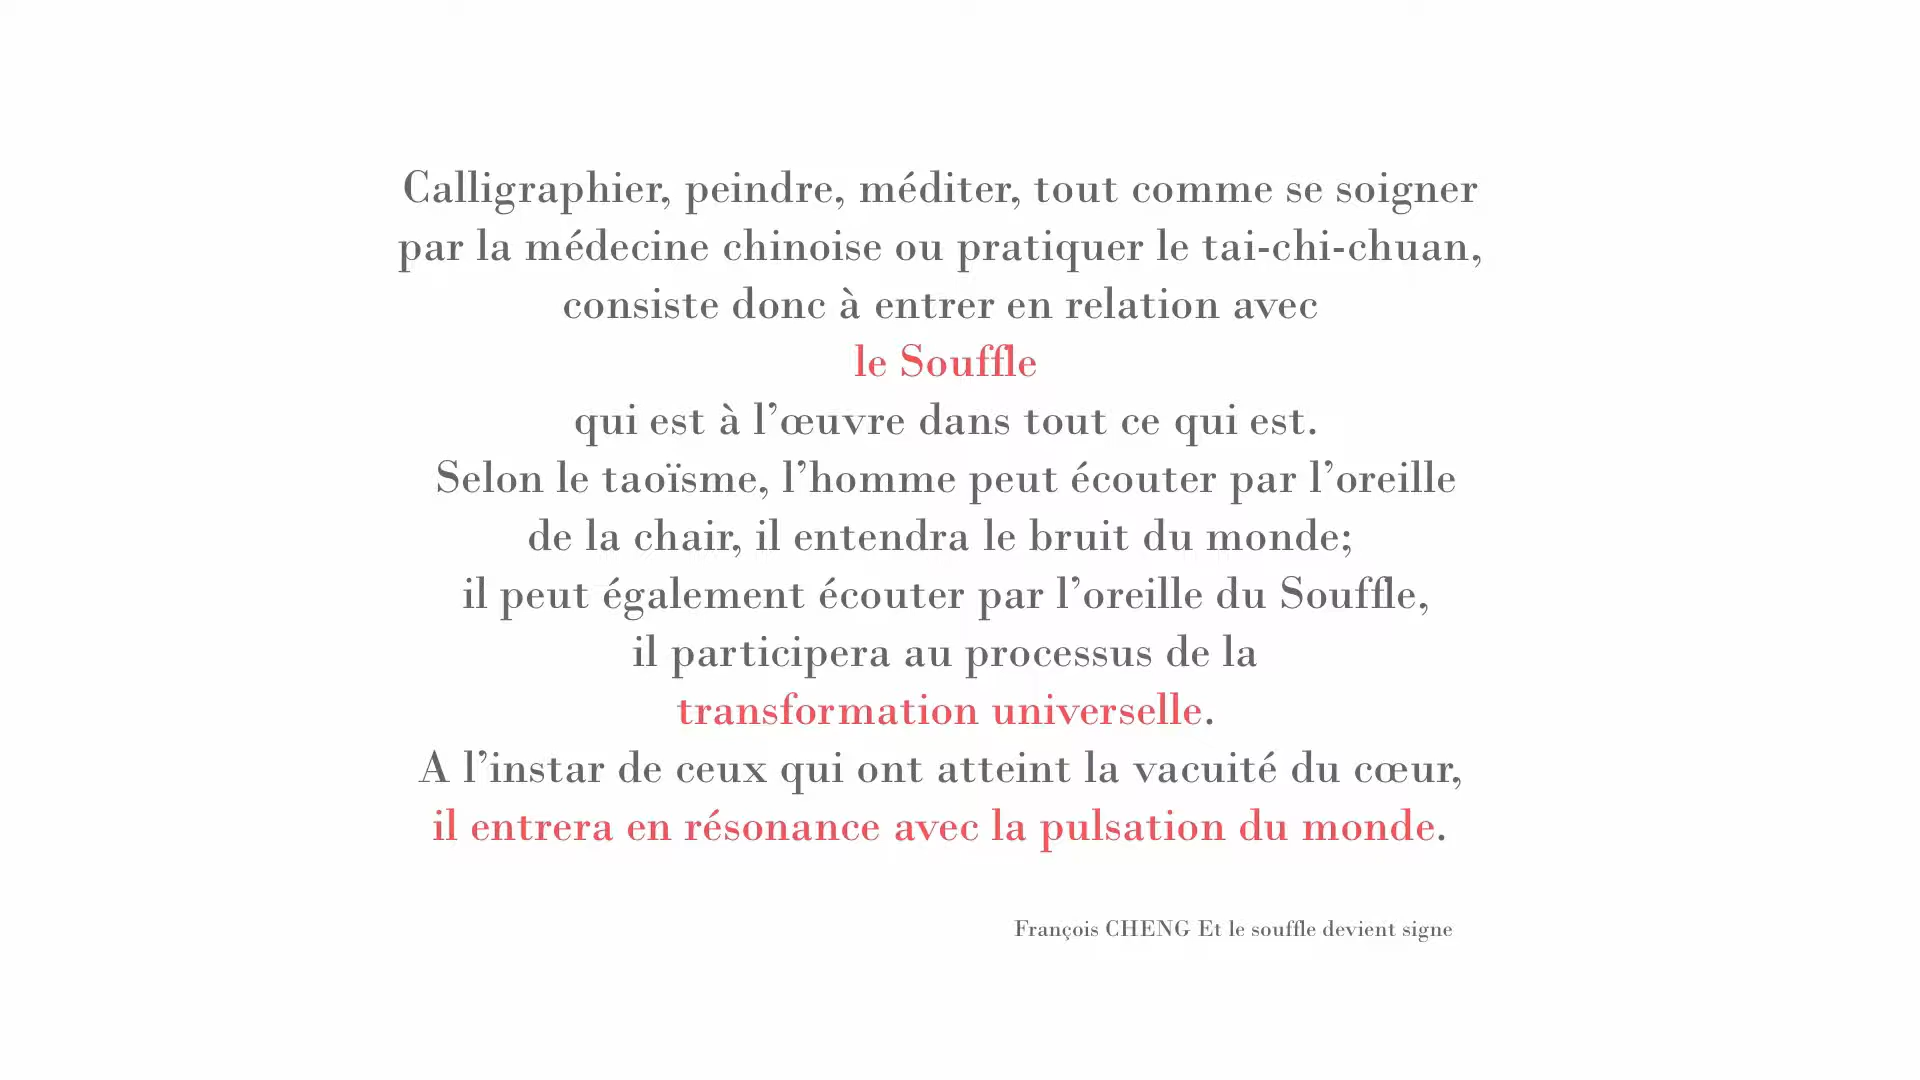 Calligraphier, peindre, méditer, tout comme se soigner
par la médecine chinoise ou pratiquer le tai-chi-chuan,
consiste donc à entrer en relation avec
le Souffle
qui est à l’œuvre dans tout ce qui est.
Selon le taoïsme, l’homme peut écouter par l’oreille
de la chair, il entendra le bruit du monde;
il peut également écouter par l’oreille du Souffle,
il participera au processus de la
transformation universelle.
A l’instar de ceux qui ont atteint la vacuité du cœur,
il entrera en résonance avec la pulsation du monde.
François CHENG Et le souffle devient signe